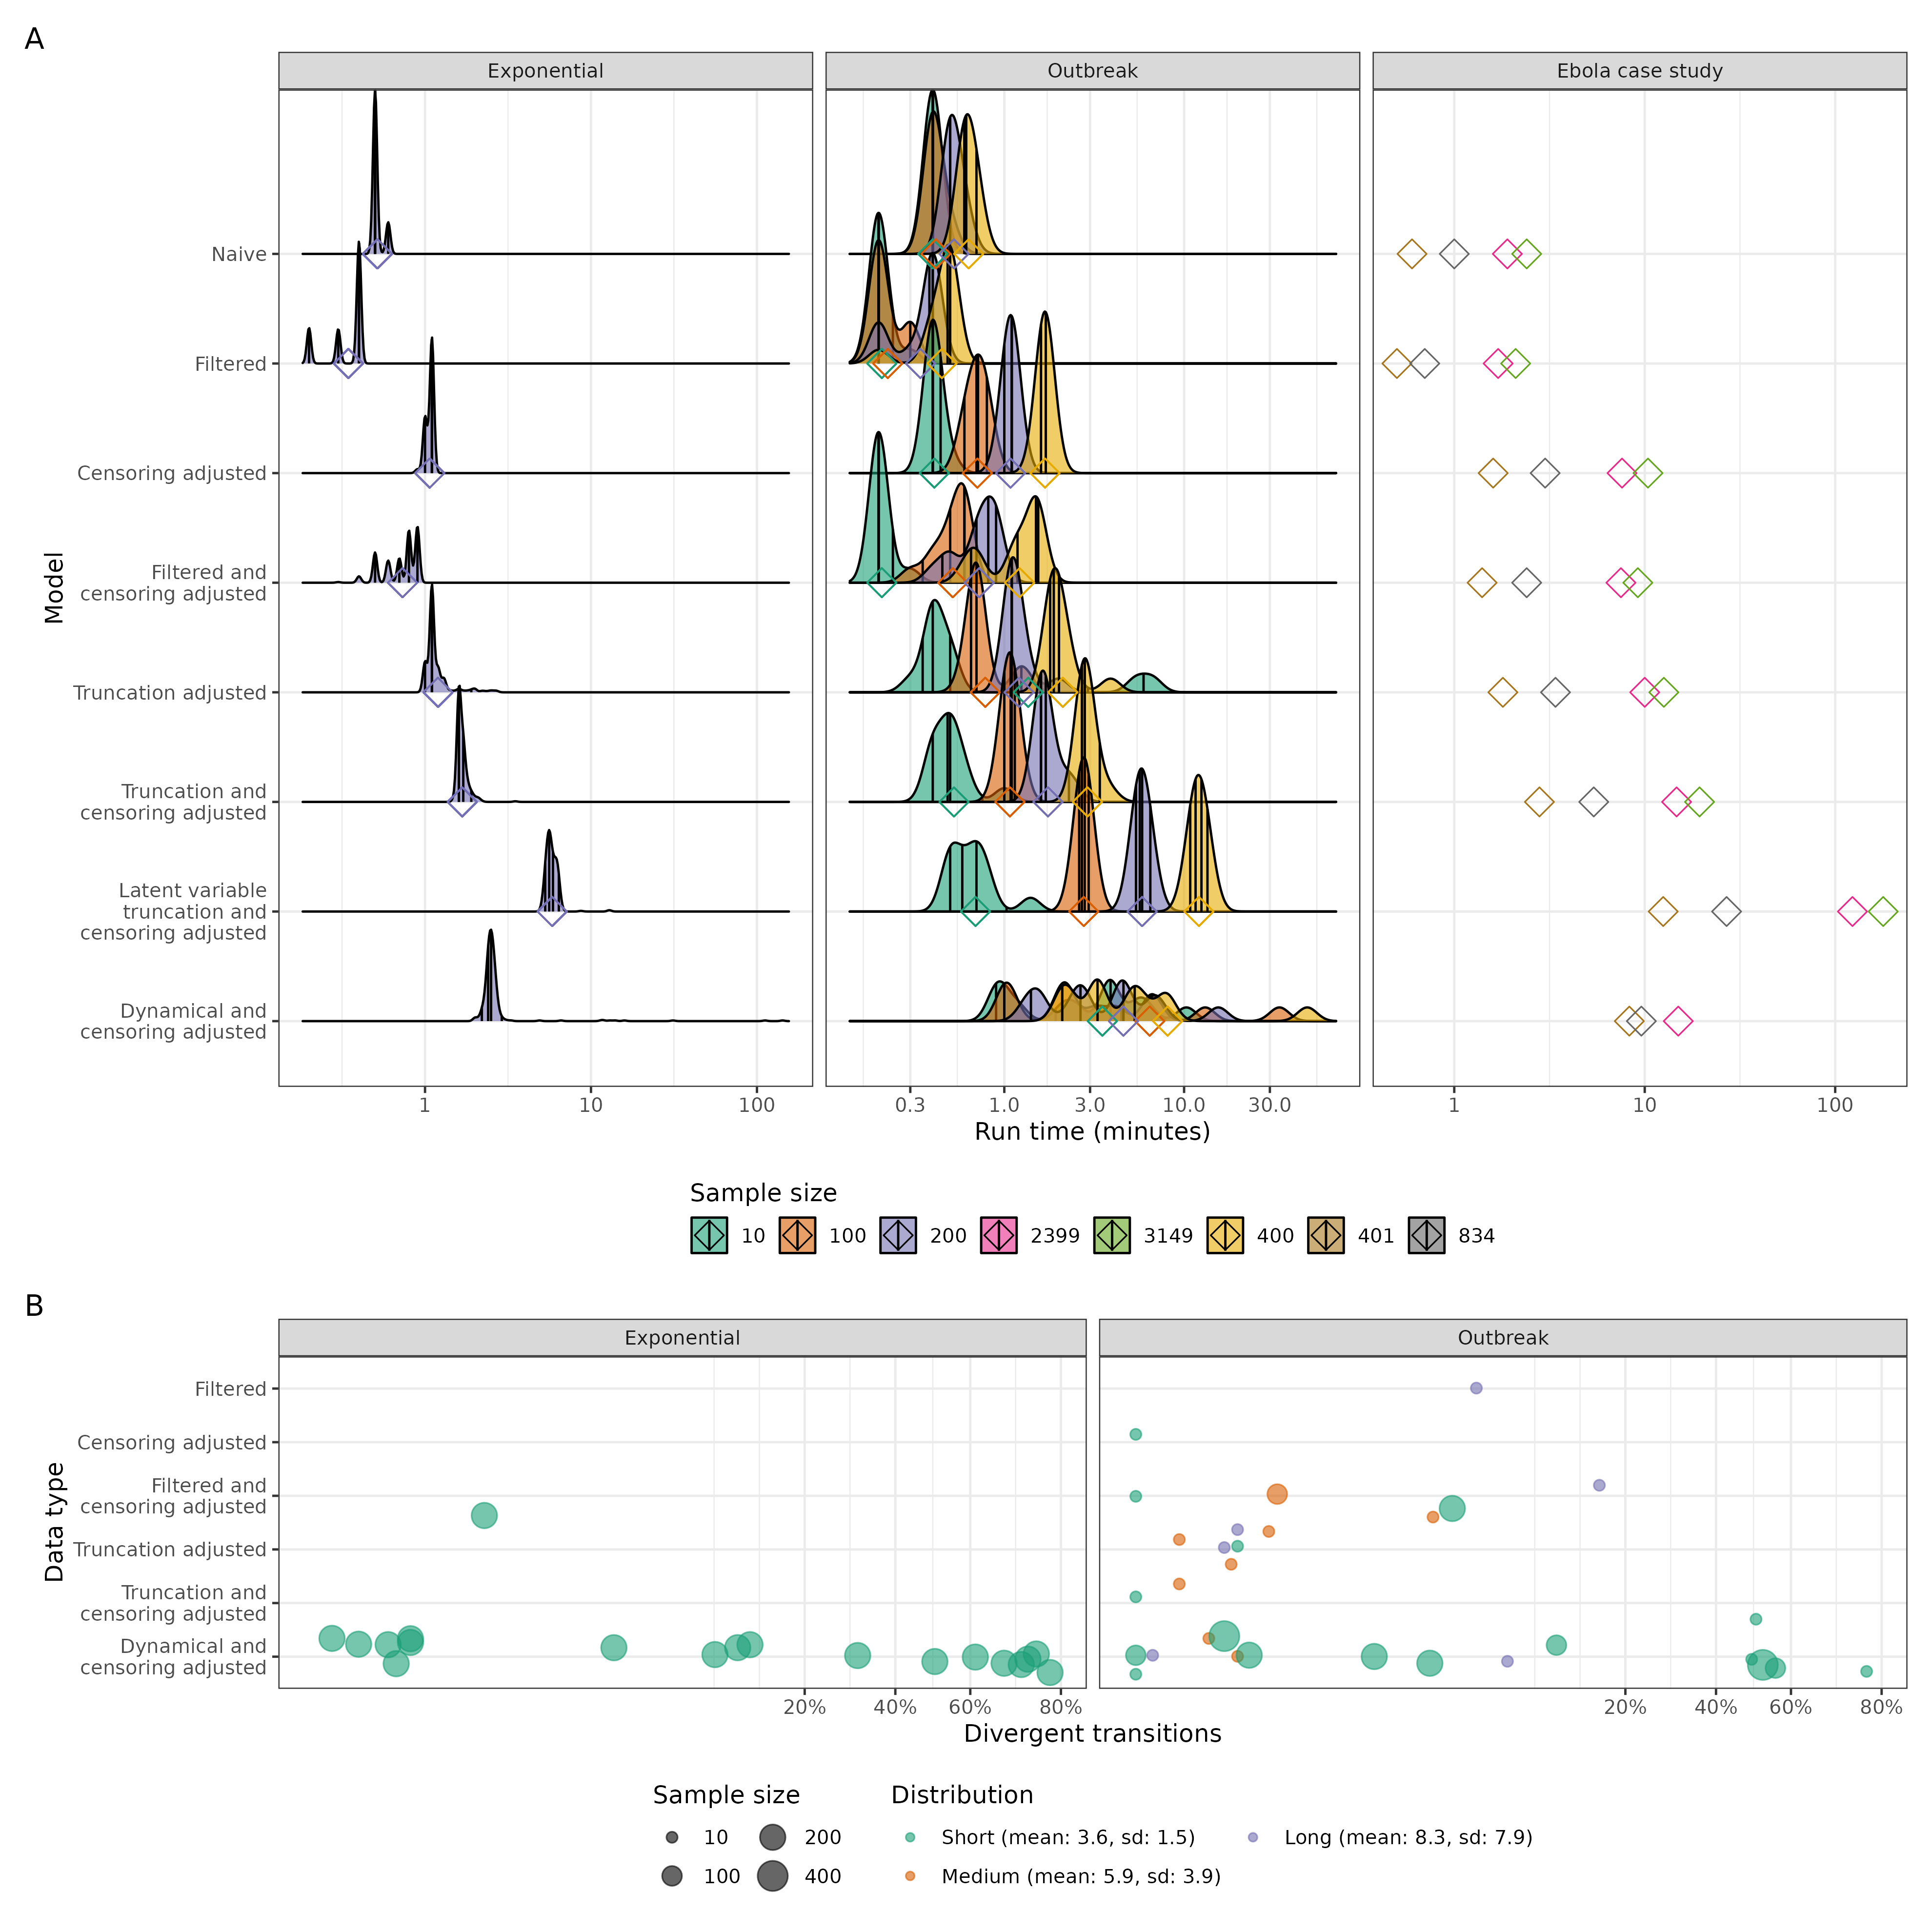 A
Exponential
Outbreak
Ebola case study
Model
Naive
Filtered
Censoring adjusted
Filtered and
censoring adjusted
Truncation adjusted
Truncation and
censoring adjusted
Latent variable
truncation and
censoring adjusted
Dynamical and
censoring adjusted
1 10 100
0.3 1.0 3.0 10.0 30.0
1 10 100
Run time (minutes)
Sample size
10 100 200 2399 3149 400 401 834
B
Exponential
Outbreak
Data type
Filtered
Censoring adjusted
Filtered and
censoring adjusted
Truncation adjusted
Truncation and
censoring adjusted
Dynamical and
censoring adjusted
20% 40% 60% 80%
20% 40% 60% 80%
Divergent transitions
Sample size
10 200
100 400
Distribution
Short (mean: 3.6, sd: 1.5) Long (mean: 8.3, sd: 7.9)
Medium (mean: 5.9, sd: 3.9)